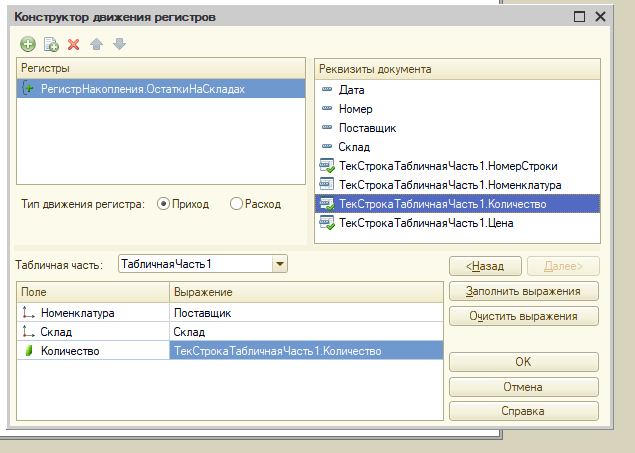 Конструктор движения регистров
Регистры
РегистрНакопления.ОстаткиНаСкладах
Тип движения регистра:
Приход
Расход
Реквизиты документа
Дата
Номер
Поставщик
Склад
ТекСтрокаТабличнаяЧасть1.НомерСтроки
ТекСтрокаТабличнаяЧасть1.Номенклатура
ТекСтрокаТабличнаяЧасть1.Количество
ТекСтрокаТабличнаяЧасть1.Цена
Табличная часть: ТабличнаяЧасть1
<Назад
Далее>
Поле Выражение
Номенклатура Поставщик
Склад Склад
Количество ТекСтрокаТабличнаяЧасть1.Количество
Заполнить выражения
Очистить выражения
OK
Отмена
Справка